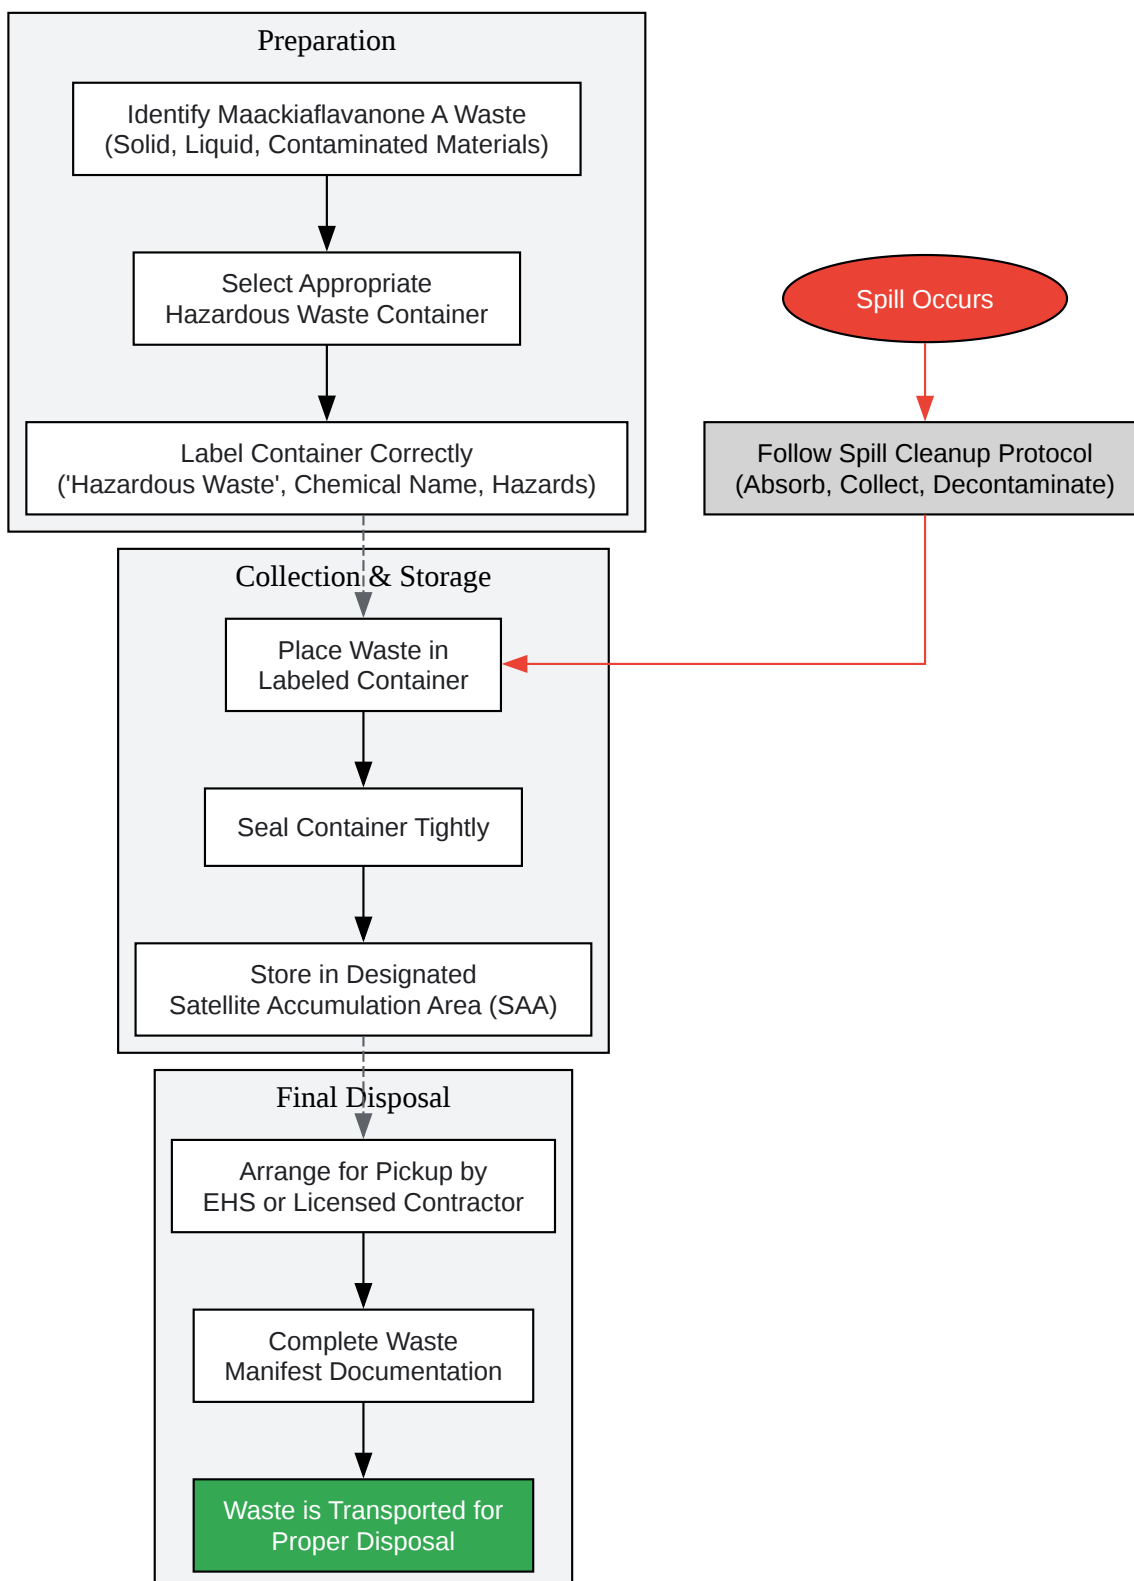 Preparation
Identify Maackiaflavanone A Waste
(Solid, Liquid, Contaminated Materials)
Select Appropriate
Hazardous Waste Container
Label Container Correctly
('Hazardous Waste', Chemical Name, Hazards)
Spill Occurs
Follow Spill Cleanup Protocol
(Absorb, Collect, Decontaminate)
Collection & Storage
Place Waste in
Labeled Container
Seal Container Tightly
Store in Designated
Satellite Accumulation Area (SAA)
Final Disposal
Arrange for Pickup by
EHS or Licensed Contractor
Complete Waste
Manifest Documentation
Waste is Transported for
Proper Disposal